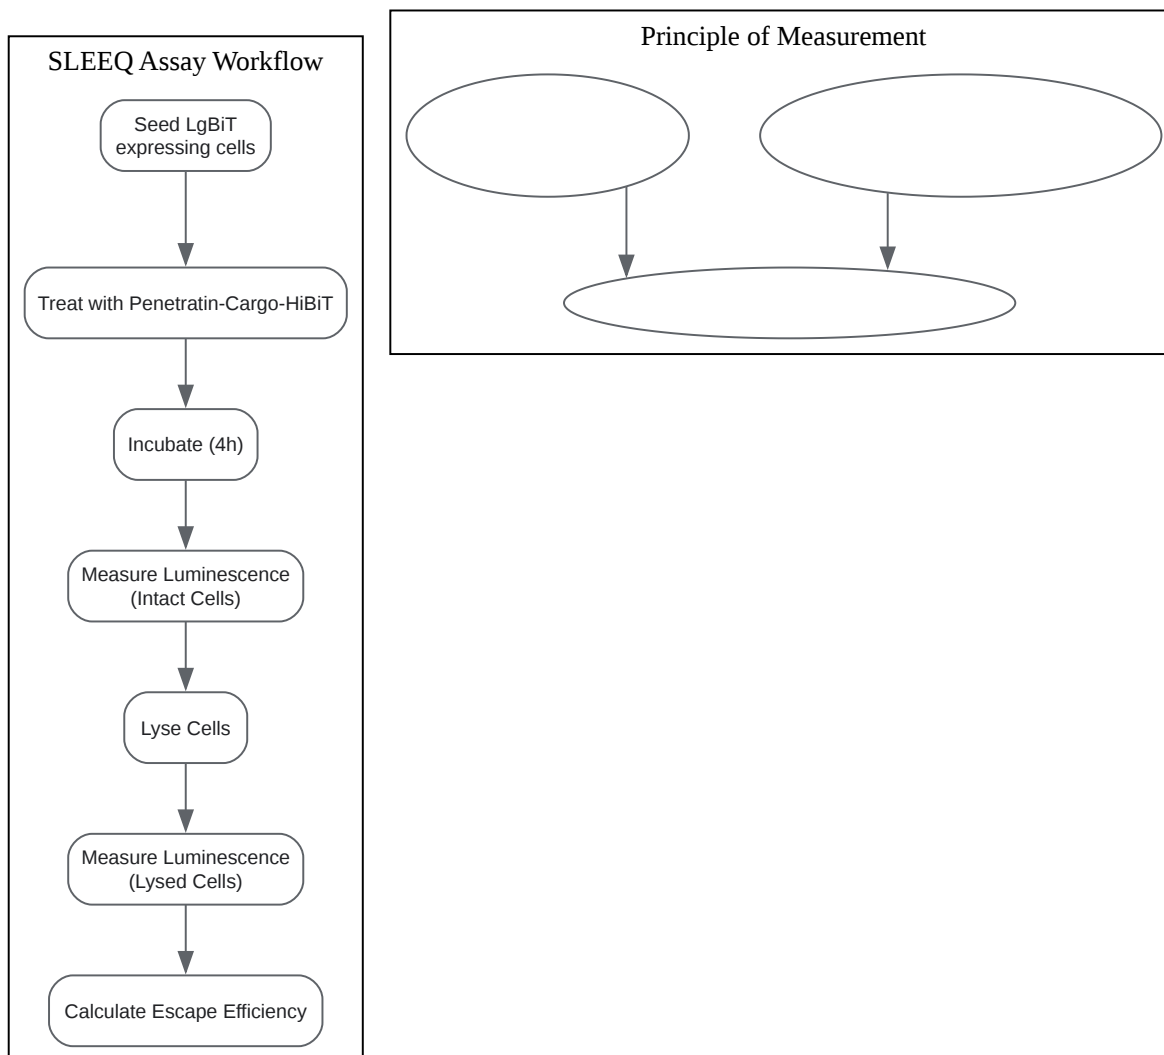 SLEEQ Assay Workflow
Seed LgBiT
expressing cells
Treat with Penetratin-Cargo-HiBiT
Incubate (4h)
Measure Luminescence
(Intact Cells)
Lyse Cells
Measure Luminescence
(Lysed Cells)
Calculate Escape Efficiency
Principle of Measurement